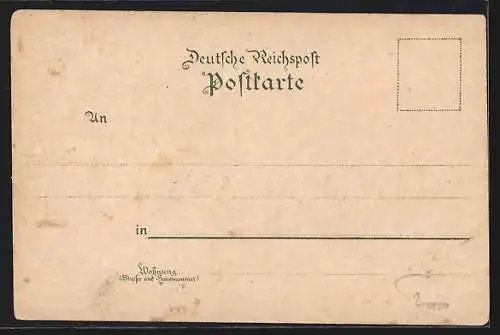 Deutsche Reichspost
Postkarte
An
in
Wohnung
(Straße und Hausnummer)